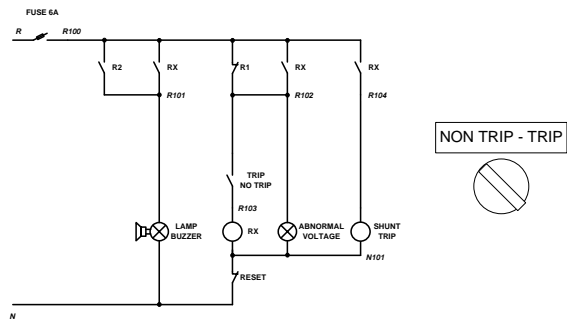 FUSE 6A
R
R100
R2
RX
R1
RX
RX
R101
R102
R104
NON TRIP - TRIP
TRIP
NO TRIP
R103
LAMP
BUZZER
RX
ABNORMAL
VOLTAGE
SHUNT
TRIP
N101
RESET
N